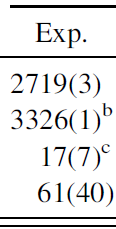 Exp.
2719(3)
3326(1)ᵇ
17(7)ᶜ
61(40)